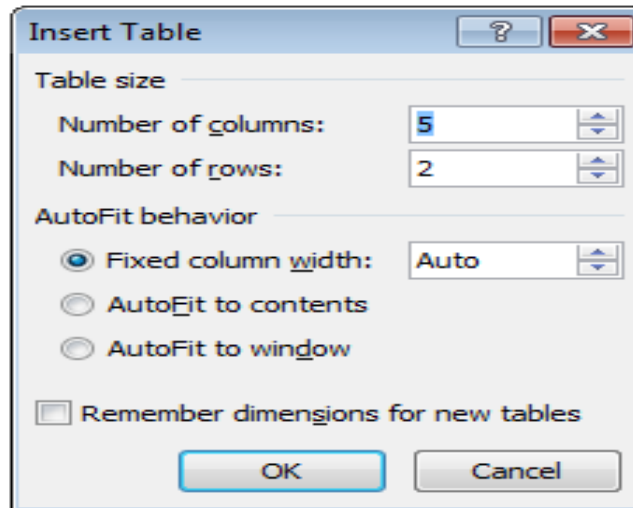 Insert Table ?
Table size
Number of columns: 5
Number of rows: 2
AutoFit behavior
Fixed column width: Auto
AutoFit to contents
AutoFit to window
Remember dimensions for new tables
OK Cancel